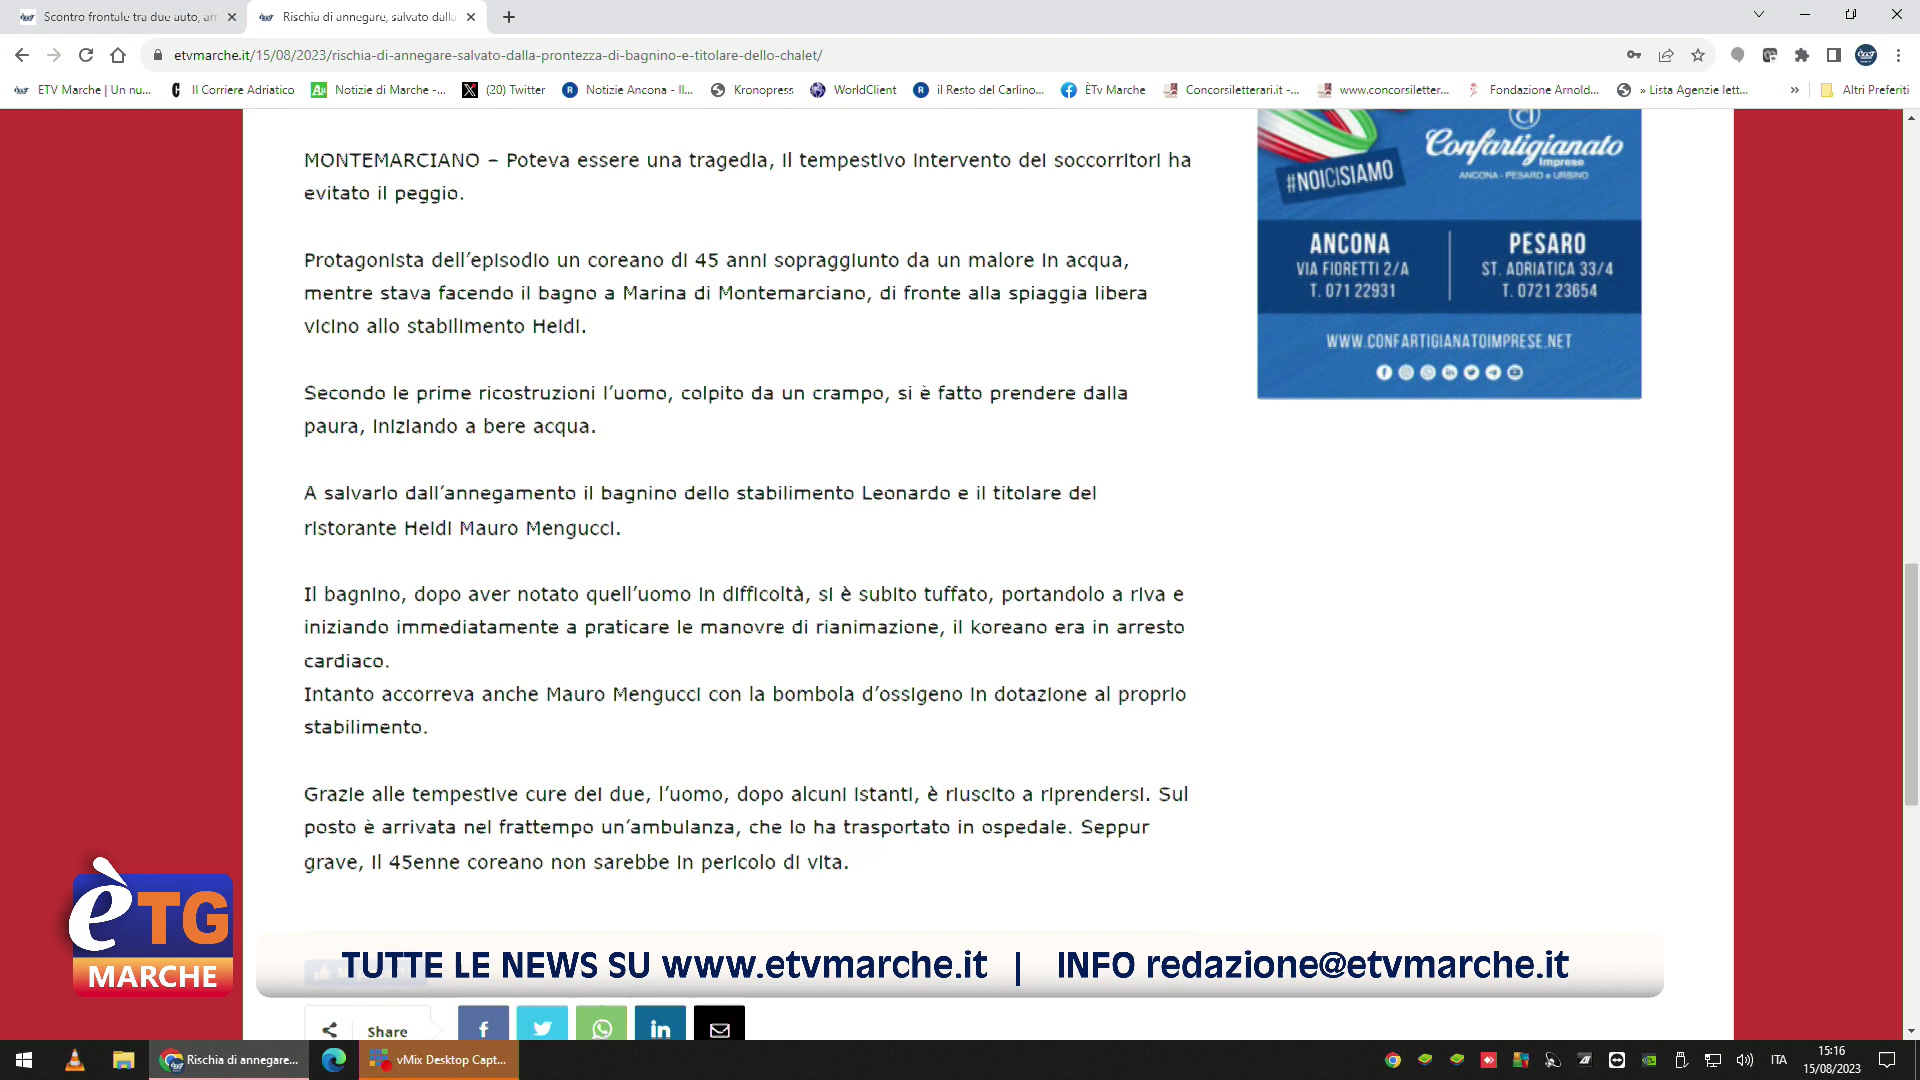 Scontro frontale tra due auto, arr
Rischia di annegare, salvato dalla
etvmarche.it/15/08/2023/rischia-di-annegare-salvato-dalla-prontezza-di-bagnino-e-titolare-dello-chalet/
ETV Marche | Un nu...
Il Corriere Adriatico
Notizie di Marche -...
(20) Twitter
Notizie Ancona - Il...
Kronopress
WorldClient
il Resto del Carlino...
ÈTv Marche
Concorsiletterari.it -...
www.concorsiletter...
Fondazione Arnold...
» Lista Agenzie lett...
»
Altri Preferiti
MONTEMARCIANO – Poteva essere una tragedia, il tempestivo intervento dei soccorritori ha
evitato il peggio.
Protagonista dell'episodio un coreano di 45 anni sopraggiunto da un malore in acqua,
mentre stava facendo il bagno a Marina di Montemarciano, di fronte alla spiaggia libera
vicino allo stabilimento Heidi.
Secondo le prime ricostruzioni l'uomo, colpito da un crampo, si è fatto prendere dalla
paura, iniziando a bere acqua.
A salvarlo dall'annegamento il bagnino dello stabilimento Leonardo e il titolare del
ristorante Heidi Mauro Mengucci.
Il bagnino, dopo aver notato quell'uomo in difficoltà, si è subito tuffato, portandolo a riva e
iniziando immediatamente a praticare le manovre di rianimazione, il koreano era in arresto
cardiaco.
Intanto accorreva anche Mauro Mengucci con la bombola d'ossigeno in dotazione al proprio
stabilimento.
Grazie alle tempestive cure dei due, l'uomo, dopo alcuni istanti, è riuscito a riprendersi. Sul
posto è arrivata nel frattempo un'ambulanza, che lo ha trasportato in ospedale. Seppur
grave, il 45enne coreano non sarebbe in pericolo di vita.
#NOICISIAMO
Confartigianato
Imprese
ANCONA - PESARO e URBINO
ANCONA
VIA FIORETTI 2/A
T. 071 22931
PESARO
ST. ADRIATICA 33/4
T. 0721 23654
WWW.CONFARTIGIANATOIMPRESE.NET
èTG
MARCHE
TUTTE LE NEWS SU www.etvmarche.it | INFO redazione@etvmarche.it
Share
Rischia di annegare...
vMix Desktop Capt...
ITA
15:16
15/08/2023